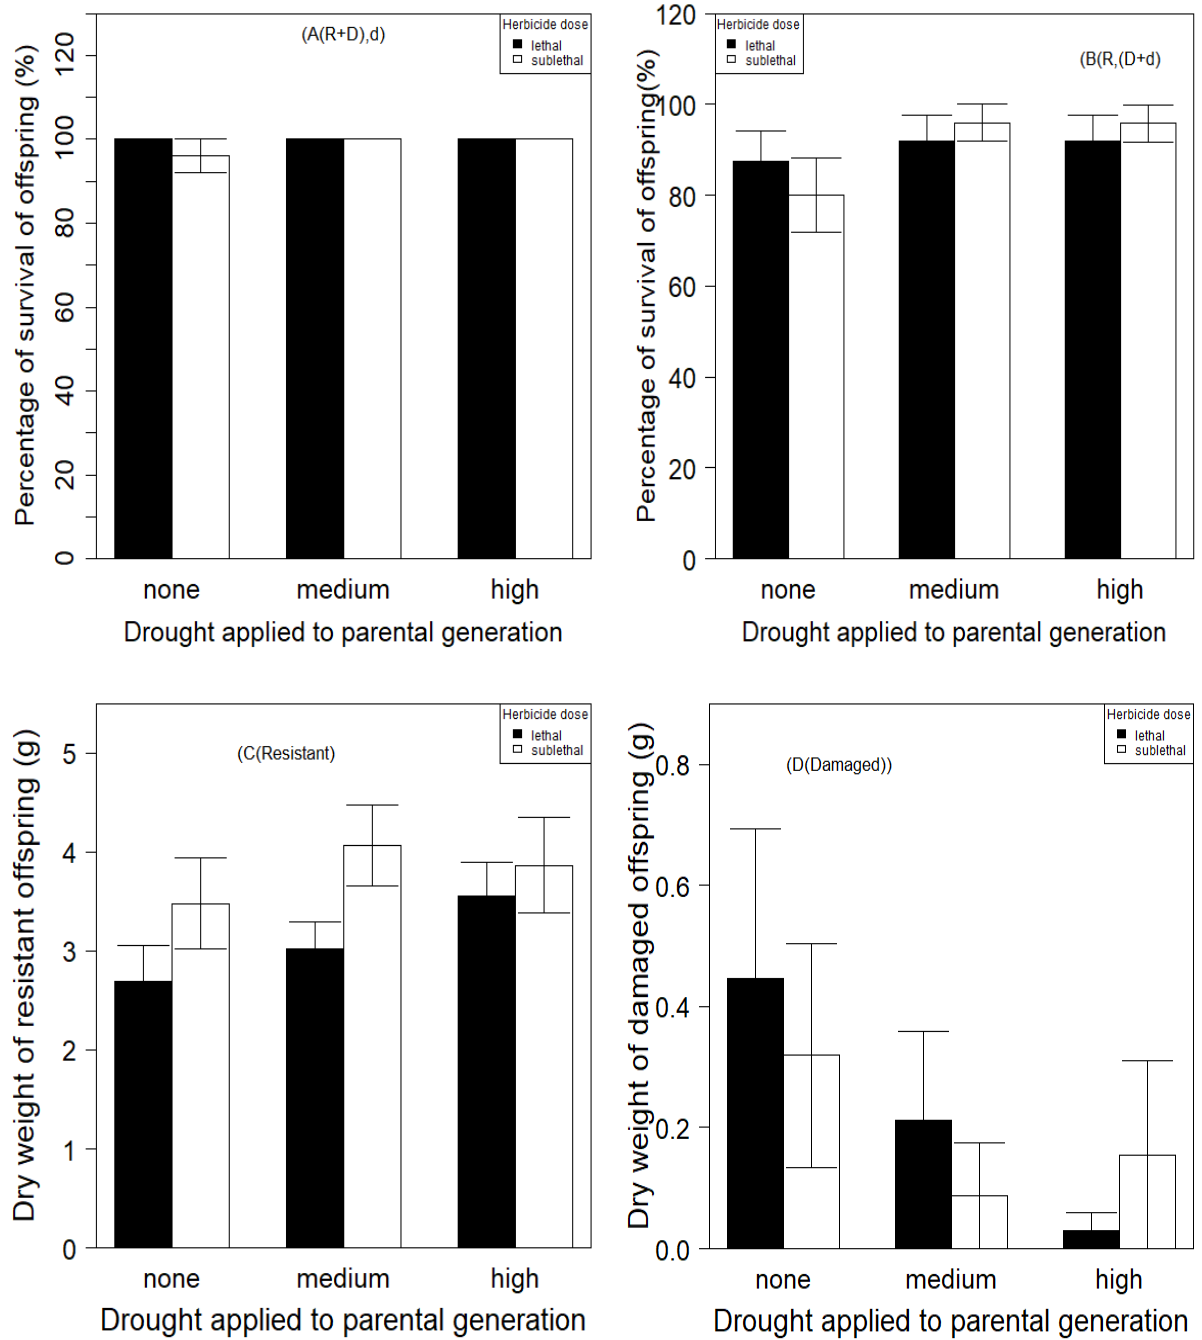 Percentage of survival of offspring (%)
120
100
80
60
40
20
0
(A(R+D),d)
Herbicide dose
lethal
sublethal
none medium high
Drought applied to parental generation
Percentage of survival of offspring(%)
120
100
80
60
40
20
0
Herbicide dose
lethal
sublethal
(B(R,(D+d)
none medium high
Drought applied to parental generation
Dry weight of resistant offspring (g)
5
4
3
2
1
0
(C(Resistant)
Herbicide dose
lethal
sublethal
none medium high
Drought applied to parental generation
Dry weight of damaged offspring (g)
0.8
0.6
0.4
0.2
0.0
(D(Damaged))
Herbicide dose
lethal
sublethal
none medium high
Drought applied to parental generation